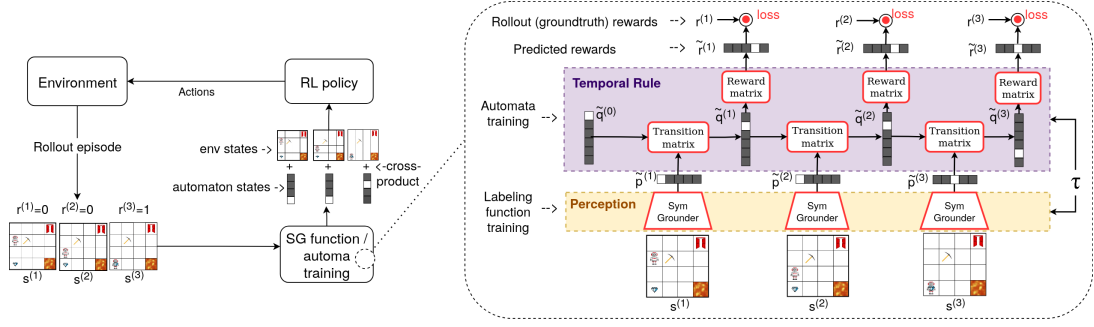 Environment
RL policy
Actions
Rollout episode
env states ->
+ + +
<-cross-
product
automaton states->
r⁽¹⁾=0 r⁽²⁾=0 r⁽³⁾=1
s⁽¹⁾ s⁽²⁾ s⁽³⁾
SG function /
automa
training
Rollout (groundtruth) rewards --> r⁽¹⁾ loss r⁽²⁾ loss r⁽³⁾ loss
Predicted rewards --> r̃⁽¹⁾ r̃⁽²⁾ r̃⁽³⁾
Temporal Rule
Reward
matrix
Reward
matrix
Reward
matrix
Automata
training -->
q̃⁽⁰⁾ q̃⁽¹⁾ q̃⁽²⁾ q̃⁽³⁾
Transition
matrix
Transition
matrix
Transition
matrix
τ
p̃⁽¹⁾ p̃⁽²⁾ p̃⁽³⁾
Labeling
function -->
training
Perception
Sym
Grounder
Sym
Grounder
Sym
Grounder
s⁽¹⁾ s⁽²⁾ s⁽³⁾